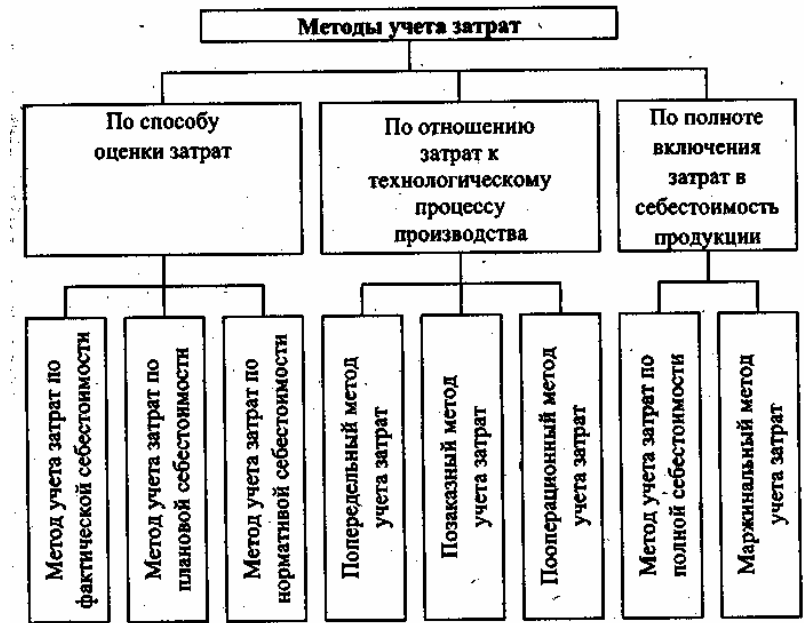 Методы учета затрат
По способу
оценки затрат
По отношению
затрат к
технологическому
процессу
производства
По полноте
включения
затрат в
себестоимость
продукции
Метод учета затрат по
фактической себестоимости
Метод учета затрат по
плановой себестоимости
Метод учета затрат по
нормативой себестоимости
Попередельный метод
учета затрат
Позаказный метод
учета затрат
Пооперационный метод
учета затрат
Метод учета затрат по
полной себестоимости
Маржинальный метод
учета затрат